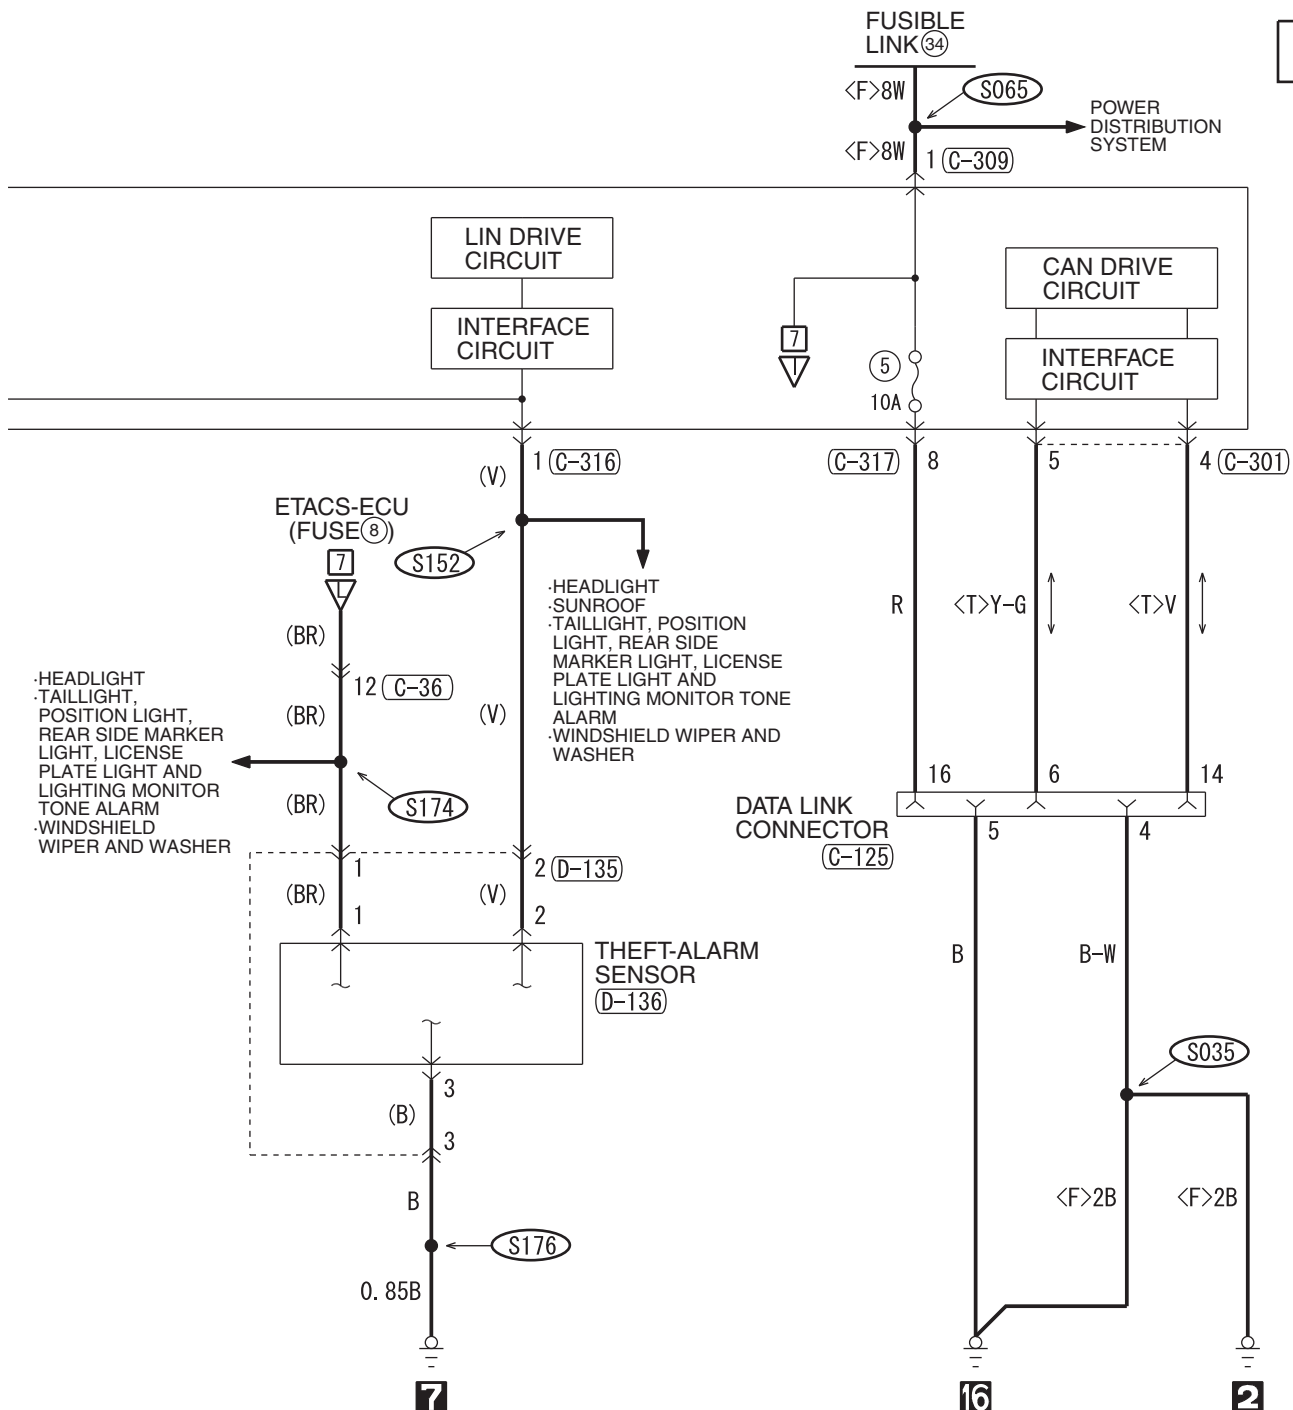 FUSIBLE
LINK 34
<F>8W
S065
POWER
DISTRIBUTION
SYSTEM
<F>8W
1 C-309
LIN DRIVE
CIRCUIT
INTERFACE
CIRCUIT
7
I
5
10A
CAN DRIVE
CIRCUIT
INTERFACE
CIRCUIT
1 C-316
(V)
C-317 8
5
4 C-301
ETACS-ECU
(FUSE 8)
7
L
S152
·HEADLIGHT
·SUNROOF
·TAILLIGHT, POSITION
LIGHT, REAR SIDE
MARKER LIGHT, LICENSE
PLATE LIGHT AND
LIGHTING MONITOR TONE
ALARM
·WINDSHIELD WIPER AND
WASHER
R
<T>Y-G
<T>V
(BR)
12 C-36
(BR)
(V)
·HEADLIGHT
·TAILLIGHT,
POSITION LIGHT,
REAR SIDE MARKER
LIGHT, LICENSE
PLATE LIGHT AND
LIGHTING MONITOR
TONE ALARM
·WINDSHIELD
WIPER AND WASHER
(BR)
S174
16
6
14
DATA LINK
CONNECTOR
C-125
5
4
1
2 D-135
(BR)
(V)
1
2
THEFT-ALARM
SENSOR
D-136
B
B-W
3
(B)
3
S035
B
<F>2B
<F>2B
S176
0.85B
7
16
2